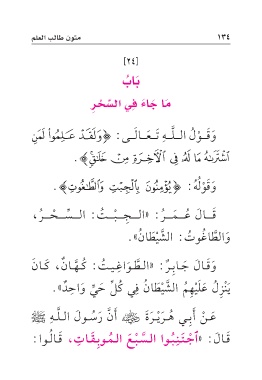 ١٣٤ متون طالب العلم
[٢٤]
بَابُ
مَا جَاءَ فِي السِّحْرِ
وَقَوْلُ اللَّهِ تَعَالَى: ﴿وَلَقَدْ عَلِمُوا۟ لَمَنِ
ٱشْتَرَىٰهُ مَا لَهُۥ فِى ٱلْـَٔاخِرَةِ مِنْ خَلَٰقٍ﴾.
وَقَوْلُهُ: ﴿يُؤْمِنُونَ بِٱلْجِبْتِ وَٱلطَّٰغُوتِ﴾.
قَالَ عُمَرُ: «الْجِبْتُ: السِّحْرُ،
وَالطَّاغُوتُ: الشَّيْطَانُ».
وَقَالَ جَابِرٌ: «الطَّوَاغِيتُ: كُهَّانٌ، كَانَ
يَنْزِلُ عَلَيْهِمُ الشَّيْطَانُ فِي كُلِّ حَيٍّ وَاحِدٌ».
عَنْ أَبِي هُرَيْرَةَ ﷺ أَنَّ رَسُولَ اللَّهِ ﷺ
قَالَ: «ٱجْتَنِبُوا السَّبْعَ المُوبِقَاتِ، قَالُوا: